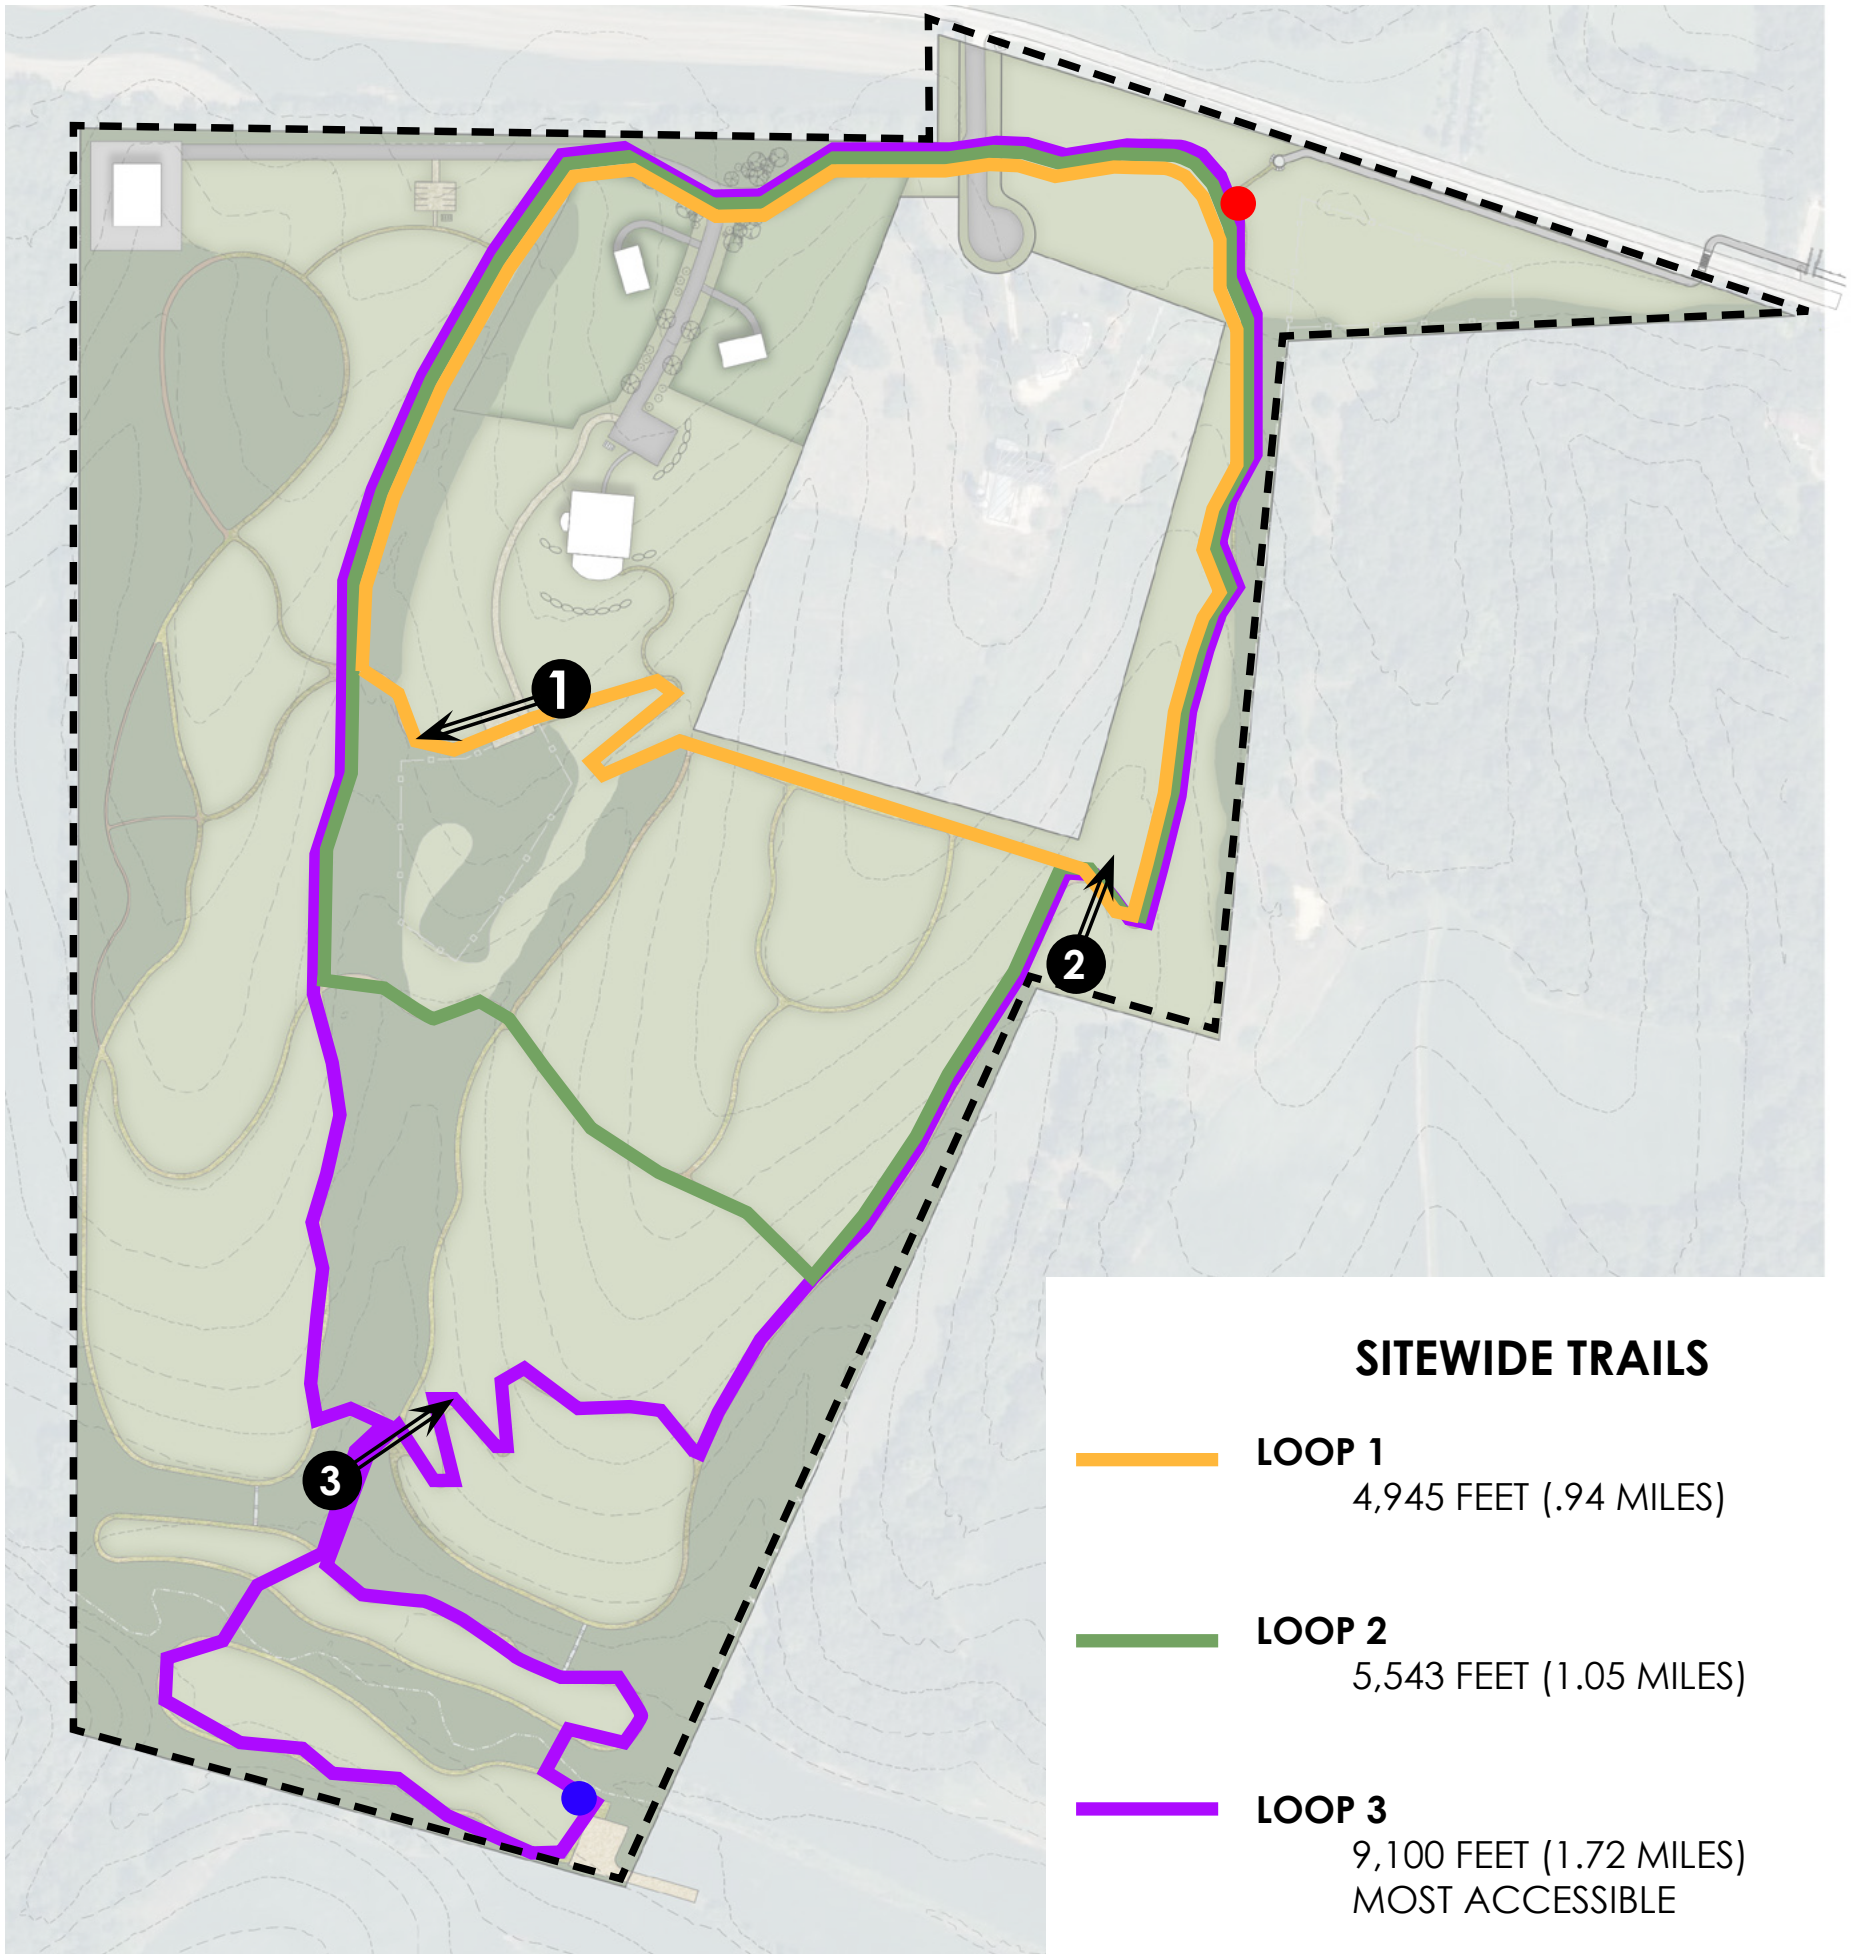 1
2
3
SITEWIDE TRAILS
LOOP 1
4,945 FEET (.94 MILES)
LOOP 2
5,543 FEET (1.05 MILES)
LOOP 3
9,100 FEET (1.72 MILES)
MOST ACCESSIBLE